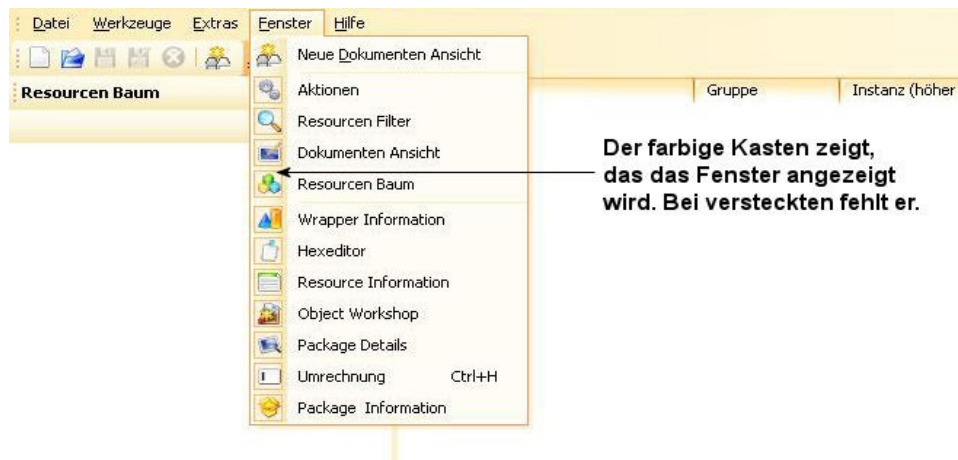 Datei Werkzeuge Extras Fenster Hilfe
Neue Dokumenten Ansicht
Resourcen Baum
Aktionen
Gruppe
Instanz (höher
Resourcen Filter
Dokumenten Ansicht
Resourcen Baum
Wrapper Information
Hexeditor
Resource Information
Object Workshop
Package Details
Umrechnung Ctrl+H
Package Information
Der farbige Kasten zeigt,
das das Fenster angezeigt
wird. Bei versteckten fehlt er.